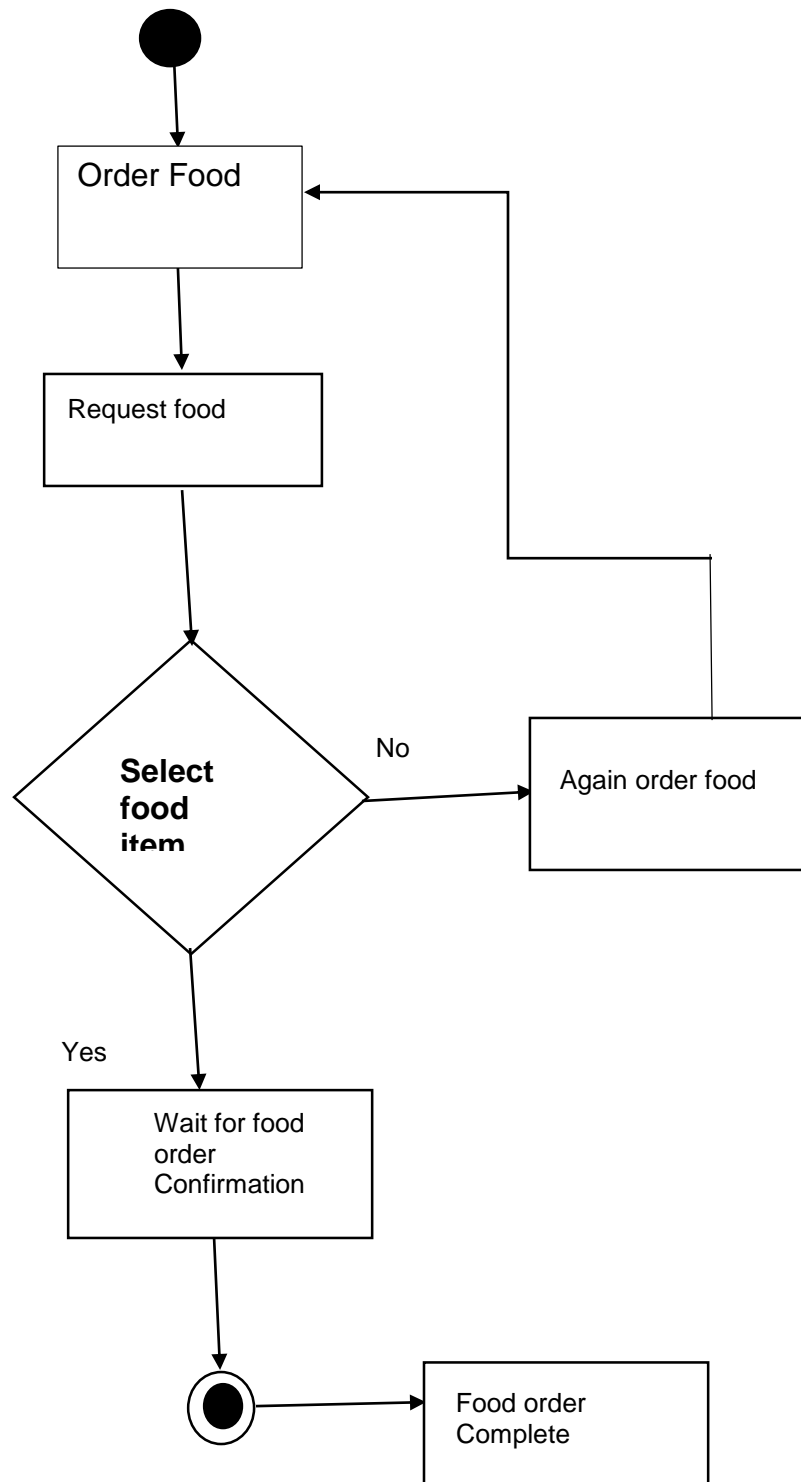 Order Food
Request food
No
Select
food
item
Again order food
Yes
Wait for food
order
Confirmation
Food order
Complete